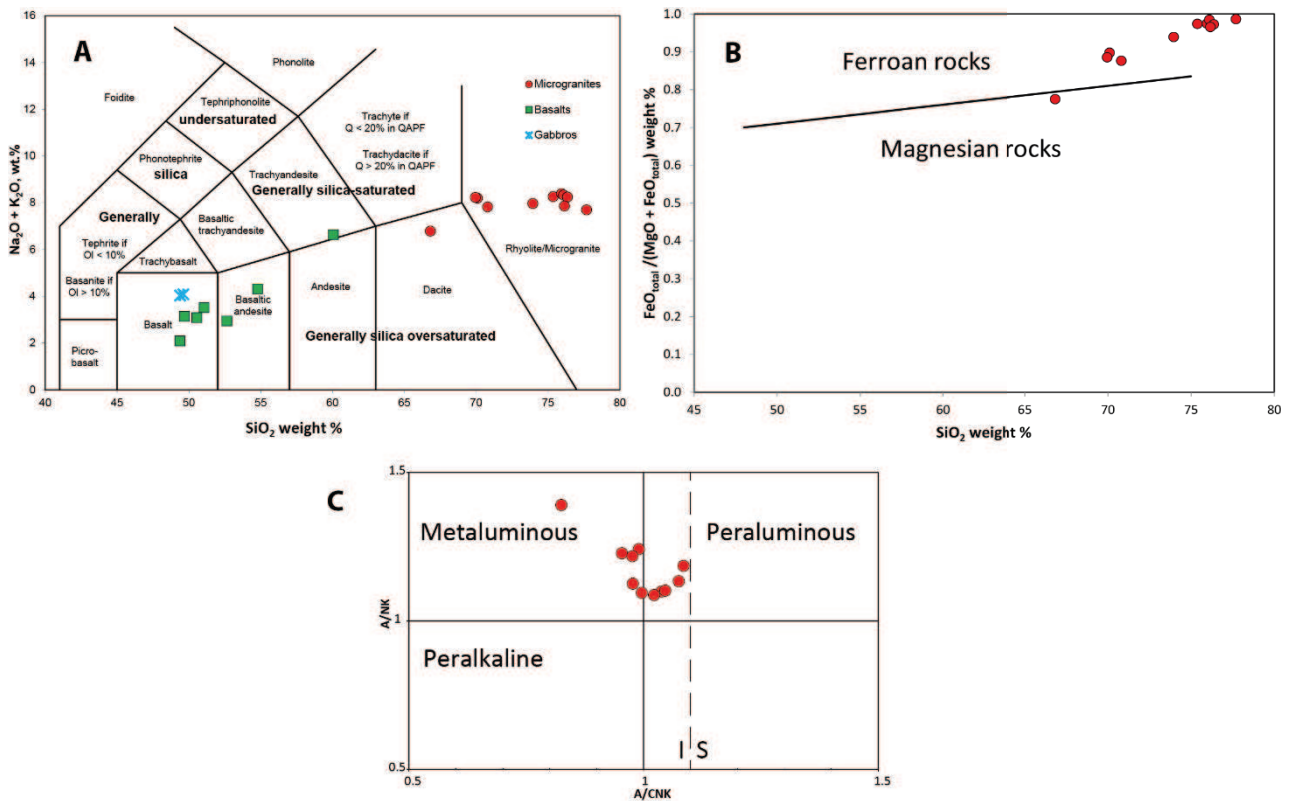 A
16
14
12
10
8
6
4
2
0
Na₂O + K₂O, wt.%
40
45
50
55
60
65
70
75
80
SiO₂ weight %
Foidite
Phonolite
Tephriphonolite
undersaturated
Phonotephrite
silica
Generally
Tephrite if
Ol < 10%
Basanite if
Ol > 10%
Picro-
basalt
Trachybasalt
Basalt
Basaltic
trachyandesite
Basaltic
andesite
Trachyandesite
Generally silica-saturated
Trachyte if
Q < 20% in QAPF
Trachydacite if
Q > 20% in QAPF
Andesite
Dacite
Generally silica oversaturated
Rhyolite/Microgranite
Microgranites
Basalts
Gabbros
B
1.0
0.9
0.8
0.7
0.6
0.5
0.4
0.3
0.2
0.1
0.0
FeO_total /(MgO + FeO_total) weight %
Ferroan rocks
Magnesian rocks
45
50
55
60
65
70
75
80
SiO₂ weight %
C
1.5
1
0.5
A/NK
Metaluminous
Peraluminous
Peralkaline
I S
0.5
1
1.5
A/CNK